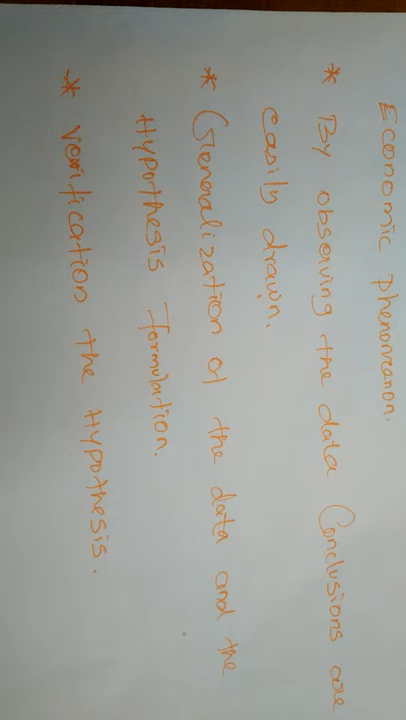 Economic Phenomenon.
* By observing the data Conclusions are
easily drawn.
* Generalization of the data and the
Hypothesis Formulation.
* Verification the Hypothesis.